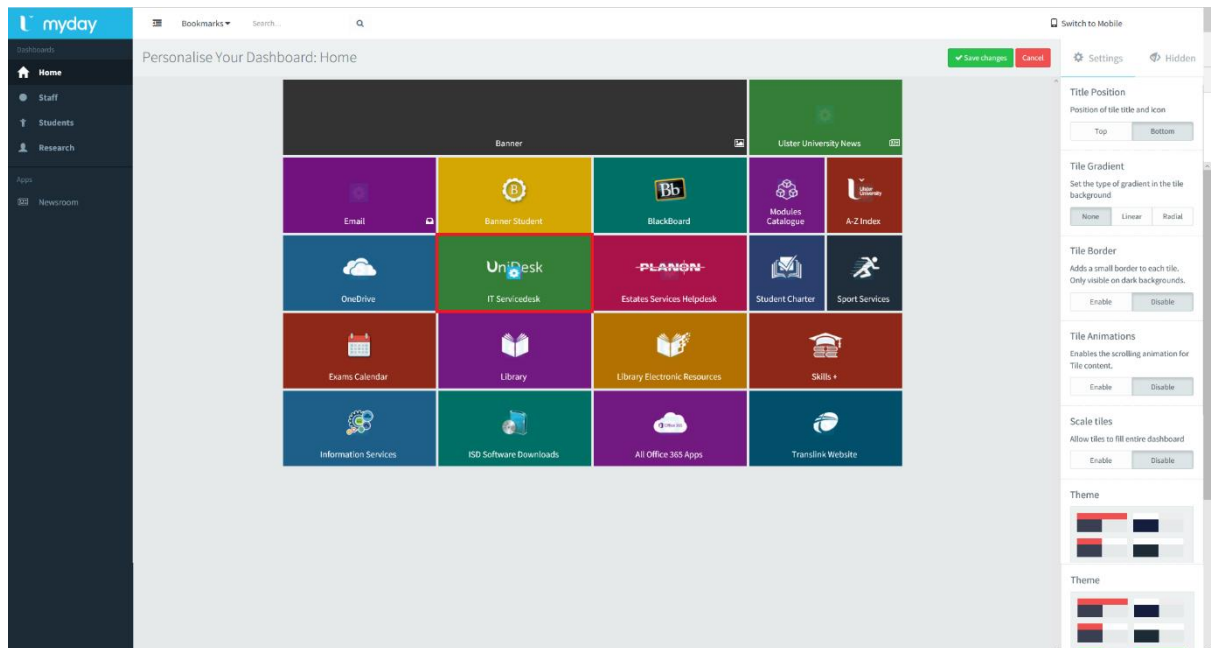 myday
Bookmarks
Search...
Switch to Mobile
Dashboards
Home
Staff
Students
Research
Apps
Newsroom
Personalise Your Dashboard: Home
Save changes
Cancel
Settings
Hidden
Banner
Ulster University News
Email
B
Banner Student
Bb
BlackBoard
Modules
Catalogue
Ulster
University
A-Z Index
OneDrive
UniDesk
IT Servicedesk
PLANON
Estates Services Helpdesk
Student Charter
Sport Services
Exams Calendar
Library
Library Electronic Resources
Skills +
Information Services
ISD Software Downloads
Office 365
All Office 365 Apps
Translink Website
Title Position
Position of tile title and icon
Top
Bottom
Tile Gradient
Set the type of gradient in the tile
background
None
Linear
Radial
Tile Border
Adds a small border to each tile.
Only visible on dark backgrounds.
Enable
Disable
Tile Animations
Enables the scrolling animation for
Tile content.
Enable
Disable
Scale tiles
Allow tiles to fill entire dashboard
Enable
Disable
Theme
Theme